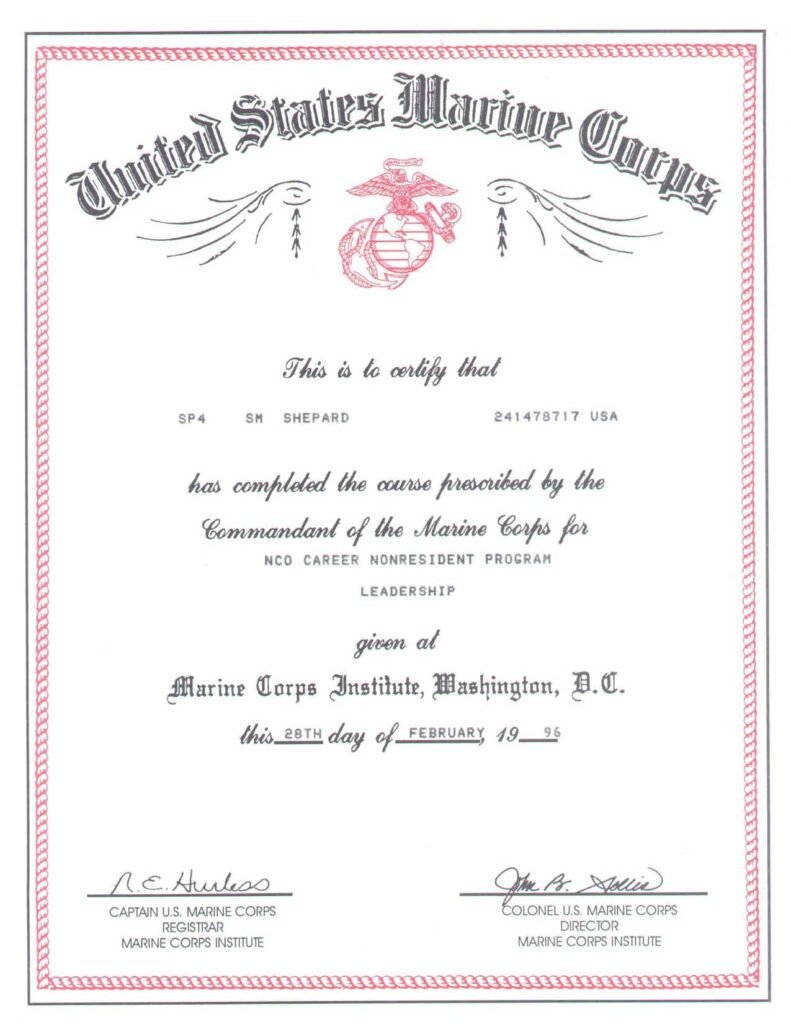 United States Marine Corps
This is to certify that
SP4 SM SHEPARD 241478717 USA
has completed the course prescribed by the
Commandant of the Marine Corps for
NCO CAREER NONRESIDENT PROGRAM
LEADERSHIP
given at
Marine Corps Institute, Washington, D.C.
this 28TH day of FEBRUARY, 19 96
R. E. Hurless
CAPTAIN U.S. MARINE CORPS
REGISTRAR
MARINE CORPS INSTITUTE
John B. Sollis
COLONEL U.S. MARINE CORPS
DIRECTOR
MARINE CORPS INSTITUTE